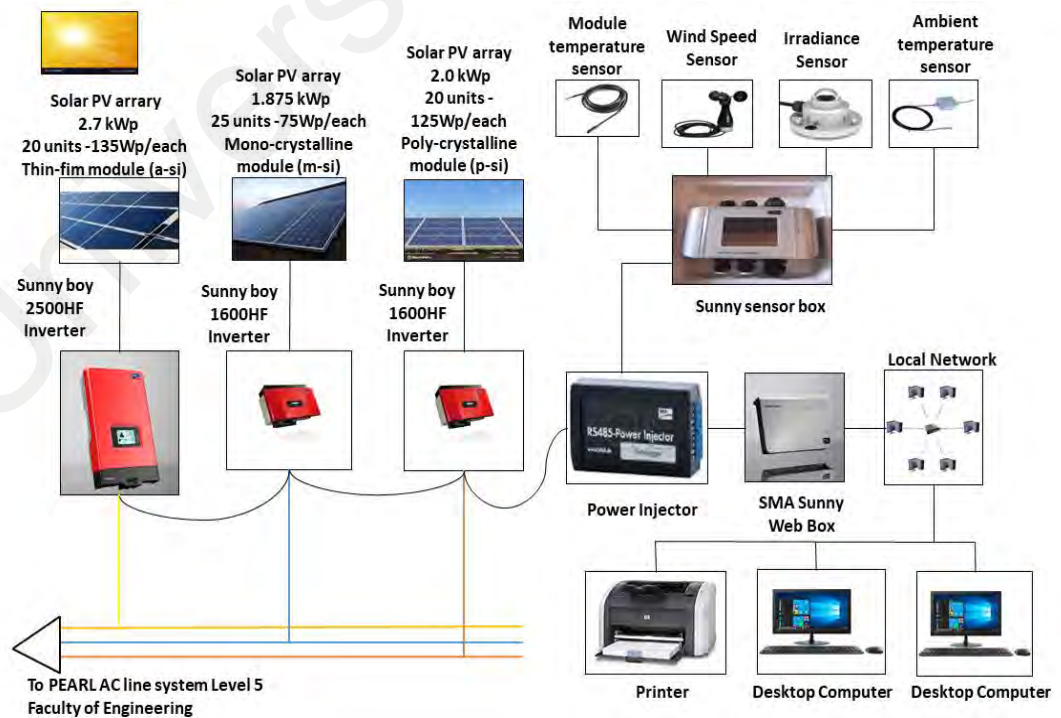 Univers
Solar PV arrary
2.7 kWp
20 units -135Wp/each
Thin-fim module (a-si)
Solar PV array
1.875 kWp
25 units -75Wp/each
Mono-crystalline
module (m-si)
Solar PV array
2.0 kWp
20 units -
125Wp/each
Poly-crystalline
module (p-si)
Module
temperature
sensor
Wind Speed
Sensor
Irradiance
Sensor
Ambient
temperature
sensor
Sunny sensor box
Sunny boy
2500HF
Inverter
Sunny boy
1600HF
Inverter
Sunny boy
1600HF
Inverter
RS485-Power Injector
Power Injector
SMA Sunny
Web Box
Local Network
Printer
Desktop Computer
Desktop Computer
To PEARL AC line system Level 5
Faculty of Engineering